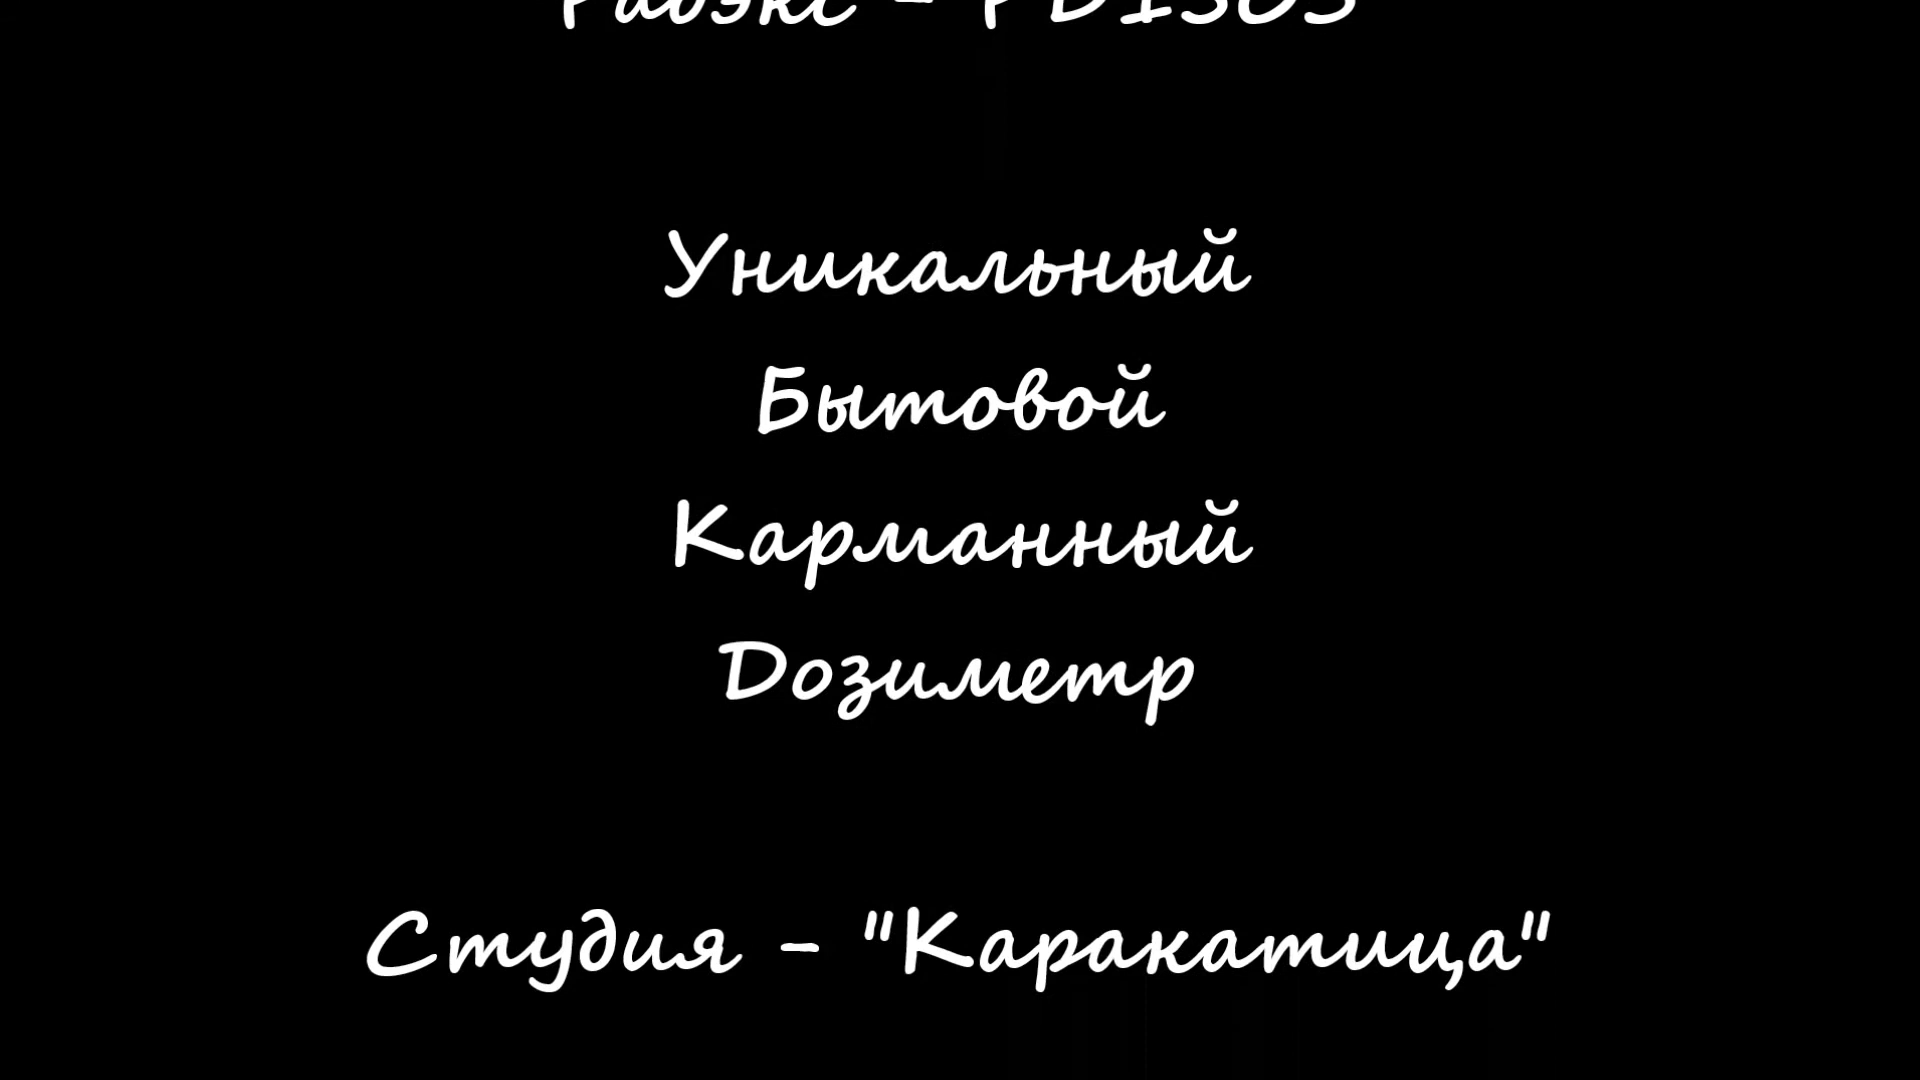 Уникальный
Бытовой
Карманный
Дозиметр
Студия - "Каракатица"